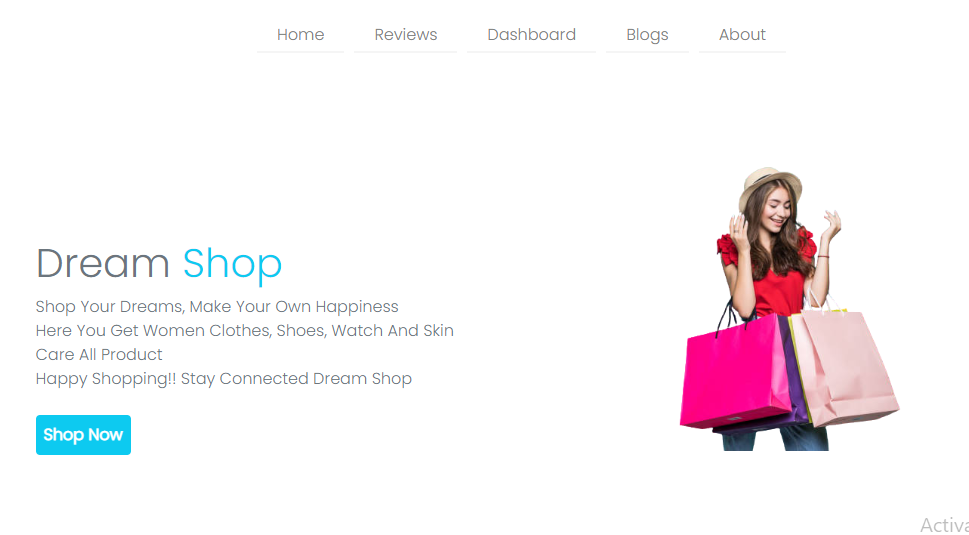 Home Reviews Dashboard Blogs About
Dream Shop
Shop Your Dreams, Make Your Own Happiness
Here You Get Women Clothes, Shoes, Watch And Skin
Care All Product
Happy Shopping!! Stay Connected Dream Shop
Shop Now
Activa